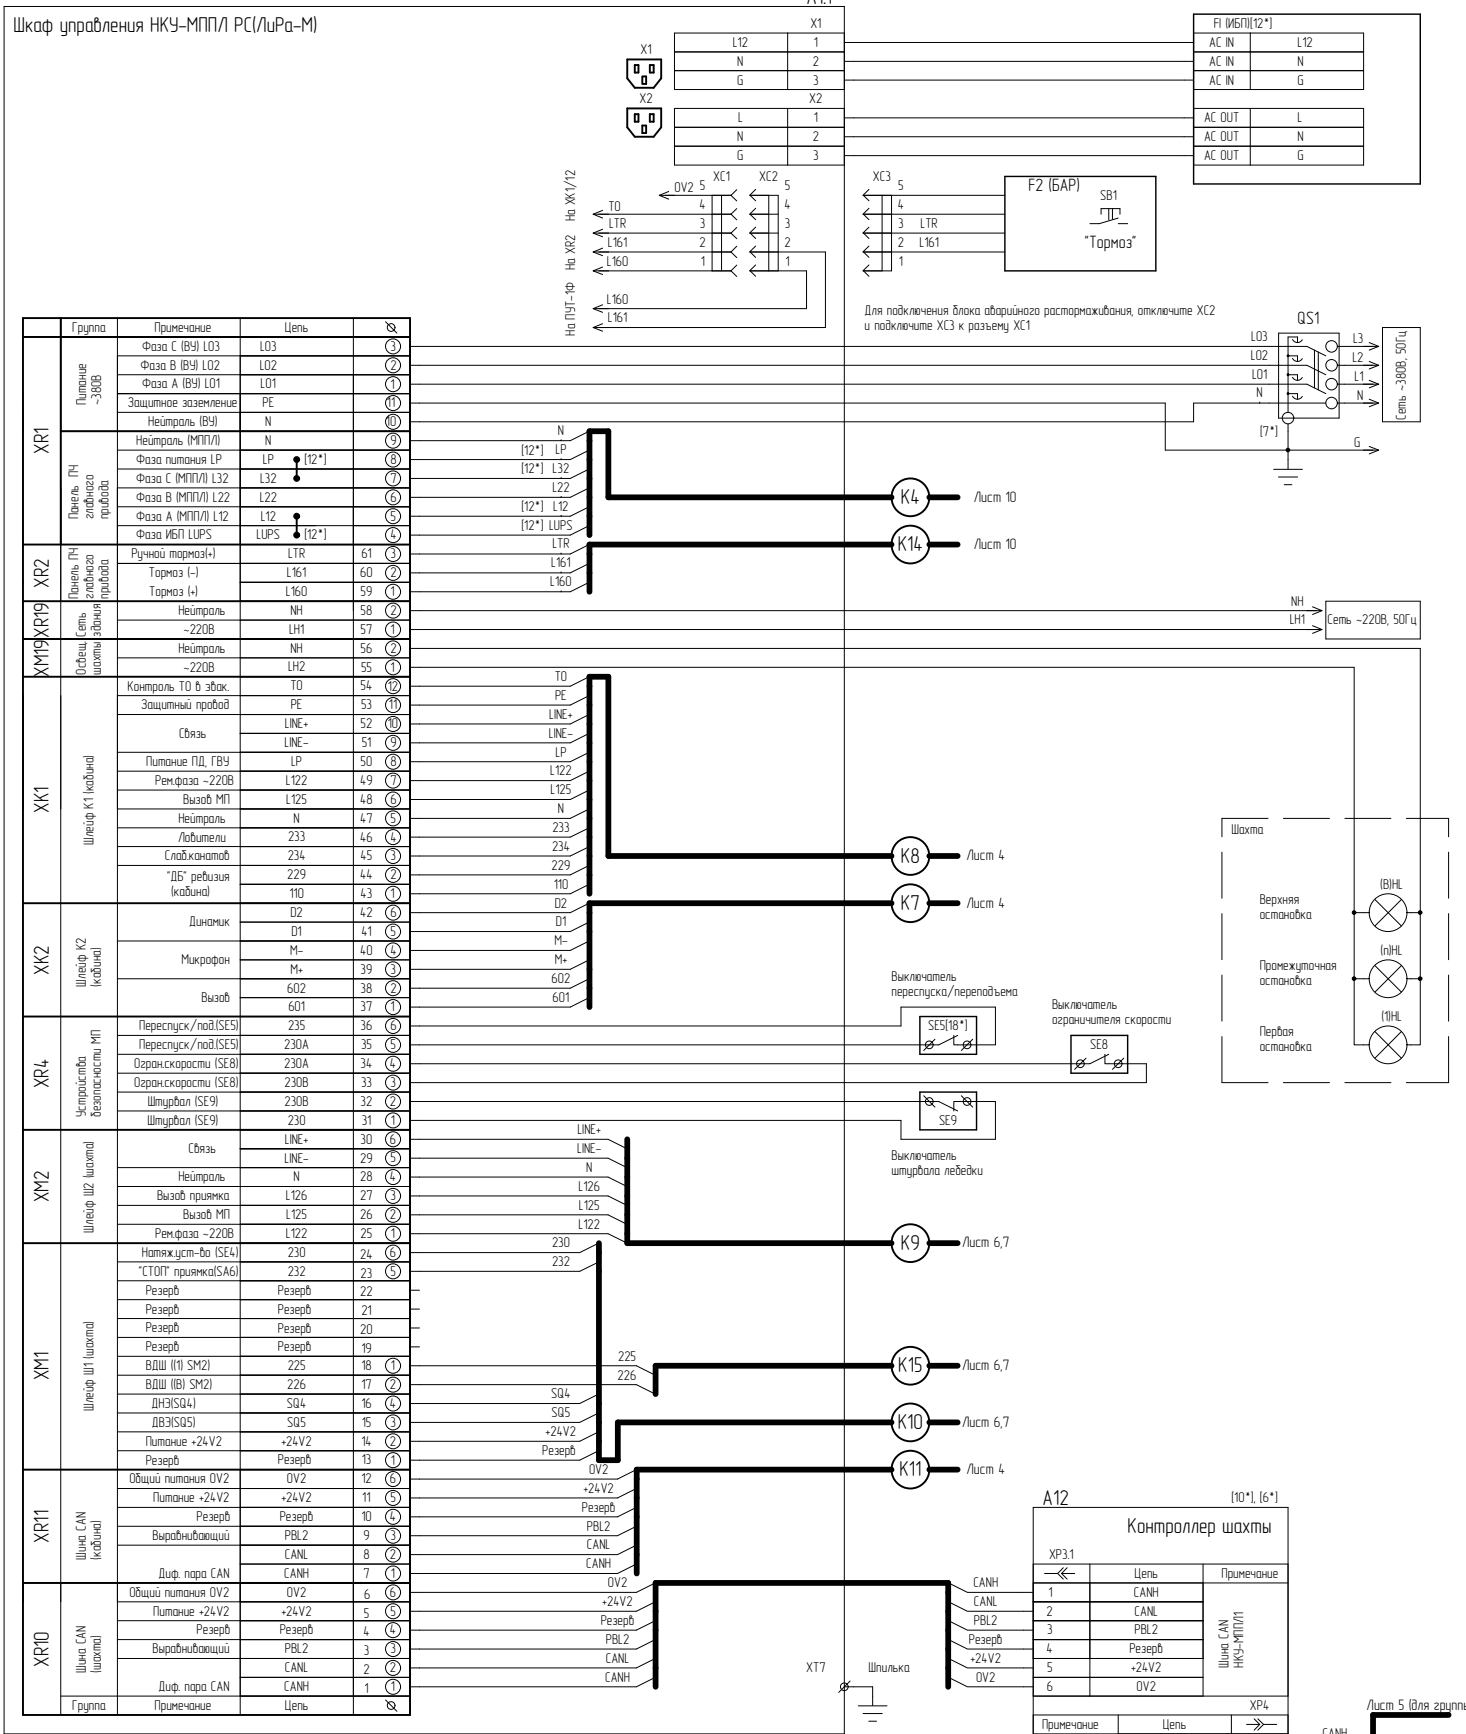 Шкаф управления НКУ-МППЛ РС(ЛиРа-М)
X1
X1
L12 1
N 2
G 3
X2
X2
L 1
N 2
G 3
FI (ИБП)[12*]
AC IN L12
AC IN N
AC IN G
AC OUT L
AC OUT N
AC OUT G
На ПУТ-1Ф На XR2 На ХК1/12
XC1 XC2 XC3
0V2 5 5 5
TO 4 4 4
LTR 3 3 3 LTR
L161 2 2 2 L161
L160 1 1 1
L160
L161
F2 (БАР)
SB1
"Тормоз"
Для подключения блока аварийного растормаживания, отключите XC2
и подключите XC3 к разъему XC1
QS1
L03 L3
L02 L2
L01 L1
N N
[7*]
G
Сеть ~380В, 50Гц
Группа Примечание Цепь
XR1
Питание ~380В
Фаза С (ВУ) L03 L03 3
Фаза В (ВУ) L02 L02 2
Фаза А (ВУ) L01 L01 1
Защитное заземление PE 11
Нейтраль (ВУ) N 10
Панель ПЧ главного привода
Нейтраль (МППЛ) N 9 N
Фаза питания LP LP [12*] 8 [12*] LP
Фаза С (МППЛ) L32 L32 7 [12*] L32
Фаза В (МППЛ) L22 L22 6 L22
Фаза А (МППЛ) L12 L12 5 [12*] L12
Фаза ИБП LUPS LUPS [12*] 4 [12*] LUPS
K4 Лист 10
XR2
Панель ПЧ главного привода
Ручной тормоз(+) LTR 61 3 LTR
Тормоз (-) L161 60 2 L161
Тормоз (+) L160 59 1 L160
K14 Лист 10
XR19
Сеть здания
Нейтраль NH 58 2 NH
~220В LH1 57 1 LH1
Сеть ~220В, 50Гц
XM19
Освещ. шахты
Нейтраль NH 56 2
~220В LH2 55 1
XK1
Шлейф К1 (кабина)
Контроль ТО в эвак. TO 54 12 TO
Защитный провод PE 53 11 PE
Связь LINE+ 52 10 LINE+
LINE- 51 9 LINE-
Питание ПД, ГВУ LP 50 8 LP
Рем.фаза ~220В L122 49 7 L122
Вызов МП L125 48 6 L125
Нейтраль N 47 5 N
Ловители 233 46 4 233
Слаб.канатов 234 45 3 234
"ДБ" ревизия 229 44 2 229
(кабина) 110 43 1 110
K8 Лист 4
XK2
Шлейф К2 (кабина)
Динамик D2 42 6 D2
D1 41 5 D1
Микрофон M- 40 4 M-
M+ 39 3 M+
Вызов 602 38 2 602
601 37 1 601
K7 Лист 4
Шахта
Верхняя остановка (В)HL
Промежуточная остановка (n)HL
Первая остановка (1)HL
XR4
Устройства безопасности МП
Переспуск/под.(SE5) 235 36 6
Переспуск/под.(SE5) 230A 35 5
Огран.скорости (SE8) 230A 34 4
Огран.скорости (SE8) 230B 33 3
Штурвал (SE9) 230B 32 2
Штурвал (SE9) 230 31 1
Выключатель
переспуска/переподъема
SE5[18*]
Выключатель
ограничителя скорости
SE8
SE9
Выключатель
штурвала лебедки
XM2
Шлейф Ш2 (шахта)
Связь LINE+ 30 6 LINE+
LINE- 29 5 LINE-
Нейтраль N 28 4 N
Вызов приямка L126 27 3 L126
Вызов МП L125 26 2 L125
Рем.фаза ~220В L122 25 1 L122
K9 Лист 6,7
XM1
Шлейф Ш1 (шахта)
Натяж.уст-во (SE4) 230 24 6 230
"СТОП" приямка(SA6) 232 23 5 232
Резерв Резерв 22
Резерв Резерв 21
Резерв Резерв 20
Резерв Резерв 19
ВДШ ((1) SM2) 225 18 1 225
ВДШ ((В) SM2) 226 17 2 226
ДНЭ(SQ4) SQ4 16 4 SQ4
ДВЭ(SQ5) SQ5 15 3 SQ5
Питание +24V2 +24V2 14 2 +24V2
Резерв Резерв 13 1 Резерв
K15 Лист 6,7
K10 Лист 6,7
XR11
Шина CAN (кабина)
Общий питания 0V2 0V2 12 6 0V2
Питание +24V2 +24V2 11 5 +24V2
Резерв Резерв 10 4 Резерв
Выравнивающий PBL2 9 3 PBL2
CANL 8 2 CANL
Диф. пара CAN CANH 7 1 CANH
K11 Лист 4
XR10
Шина CAN (шахта)
Общий питания 0V2 0V2 6 6 0V2
Питание +24V2 +24V2 5 5 +24V2
Резерв Резерв 4 4 Резерв
Выравнивающий PBL2 3 3 PBL2
CANL 2 2 CANL
Диф. пара CAN CANH 1 1 CANH
Группа Примечание Цепь
XT7 Шпилька
A12 [10*], [6*]
Контроллер шахты
XP3.1
Цепь Примечание
CANH 1 CANH
CANL 2 CANL
PBL2 3 PBL2
Резерв 4 Резерв
+24V2 5 +24V2
0V2 6 0V2
Шина CAN НКУ-МППЛ1
XP4
Примечание Цепь
Лист 5 (для групп
CANH